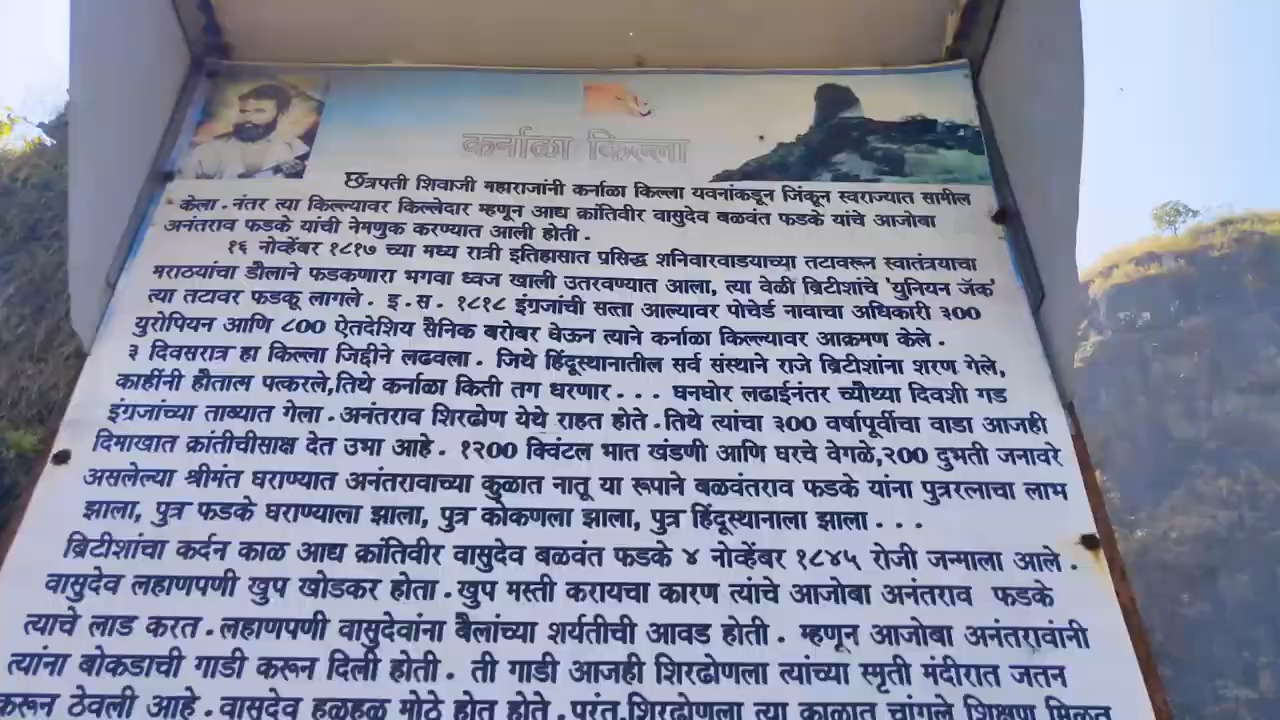 कर्नाळा किल्ला
छत्रपती शिवाजी महाराजांनी कर्नाळा किल्ला यवनांकडून जिंकून स्वराज्यात सामील
केला. नंतर त्या किल्ल्यावर किल्लेदार म्हणून आद्य क्रांतिवीर वासुदेव बळवंत फडके यांचे आजोबा
अनंतराव फडके यांची नेमणुक करण्यात आली होती.
१६ नोव्हेंबर १८१७ च्या मध्य रात्री इतिहासात प्रसिद्ध शनिवारवाडयाच्या तटावरून स्वातंत्रयाचा
मराठयांचा डौलाने फडकणारा भगवा ध्वज खाली उतरवण्यात आला, त्या वेळी ब्रिटीशांचे 'युनियन जॅक'
त्या तटावर फडकू लागले. इ.स. १८१८ इंग्रजांची सत्ता आल्यावर पोचेर्ड नावाचा अधिकारी ३००
युरोपियन आणि ८०० ऐतदेशिय सैनिक बरोबर घेऊन त्याने कर्नाळा किल्ल्यावर आक्रमण केले.
३ दिवसरात्र हा किल्ला जिद्दीने लढवला. जिथे हिंदूस्थानातील सर्व संस्थाने राजे ब्रिटीशांना शरण गेले,
काहींनी हौतात्म पत्करले,तिथे कर्नाळा किती तग धरणार... घनघोर लढाईनंतर च्यौथ्या दिवशी गड
इंग्रजांच्या ताब्यात गेला. अनंतराव शिरढोण येथे राहत होते. तिथे त्यांचा ३०० वर्षापूर्वीचा वाडा आजही
दिमाखात क्रांतीचीसाक्ष देत उभा आहे. १२०० क्विंटल भात खंडणी आणि घरचे वेगळे,२०० दुभती जनावरे
असलेल्या श्रीमंत घराण्यात अनंतरावाच्या कुळात नातू या रूपाने बळवंतराव फडके यांना पुत्ररत्नाचा लाभ
झाला, पुत्र फडके घराण्याला झाला, पुत्र कोकणला झाला, पुत्र हिंदूस्थानाला झाला...
ब्रिटीशांचा कर्दन काळ आद्य क्रांतिवीर वासुदेव बळवंत फडके ४ नोव्हेंबर १८४५ रोजी जन्माला आले.
वासुदेव लहाणपणी खुप खोडकर होता. खुप मस्ती करायचा कारण त्यांचे आजोबा अनंतराव फडके
त्याचे लाड करत. लहाणपणी वासुदेवांना बैलांच्या शर्यतीची आवड होती. म्हणून आजोबा अनंतरावांनी
त्यांना बोकडाची गाडी करून दिली होती. ती गाडी आजही शिरढोणला त्यांच्या स्मृती मंदीरात जतन
करून ठेवली आहे. वासुदेव हळहळ मोठे होत होते. परंतु,शिरढोणला त्या काळात चांगले शिक्षण मिळत